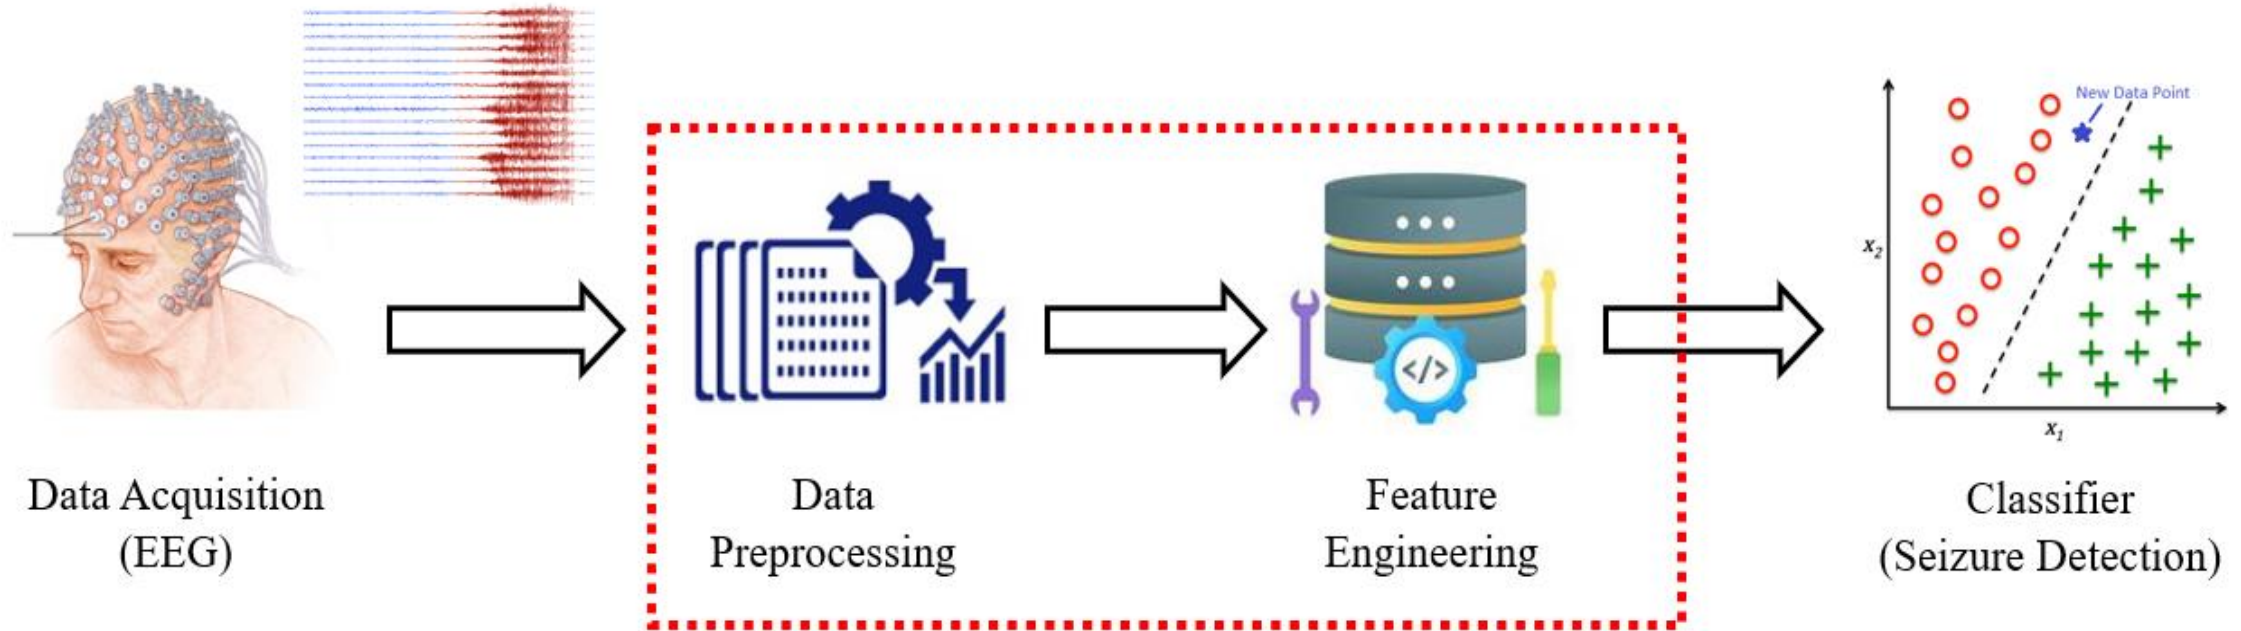 Data Acquisition
(EEG)
Data
Preprocessing
</>
Feature
Engineering
New Data Point
x2
x1
Classifier
(Seizure Detection)